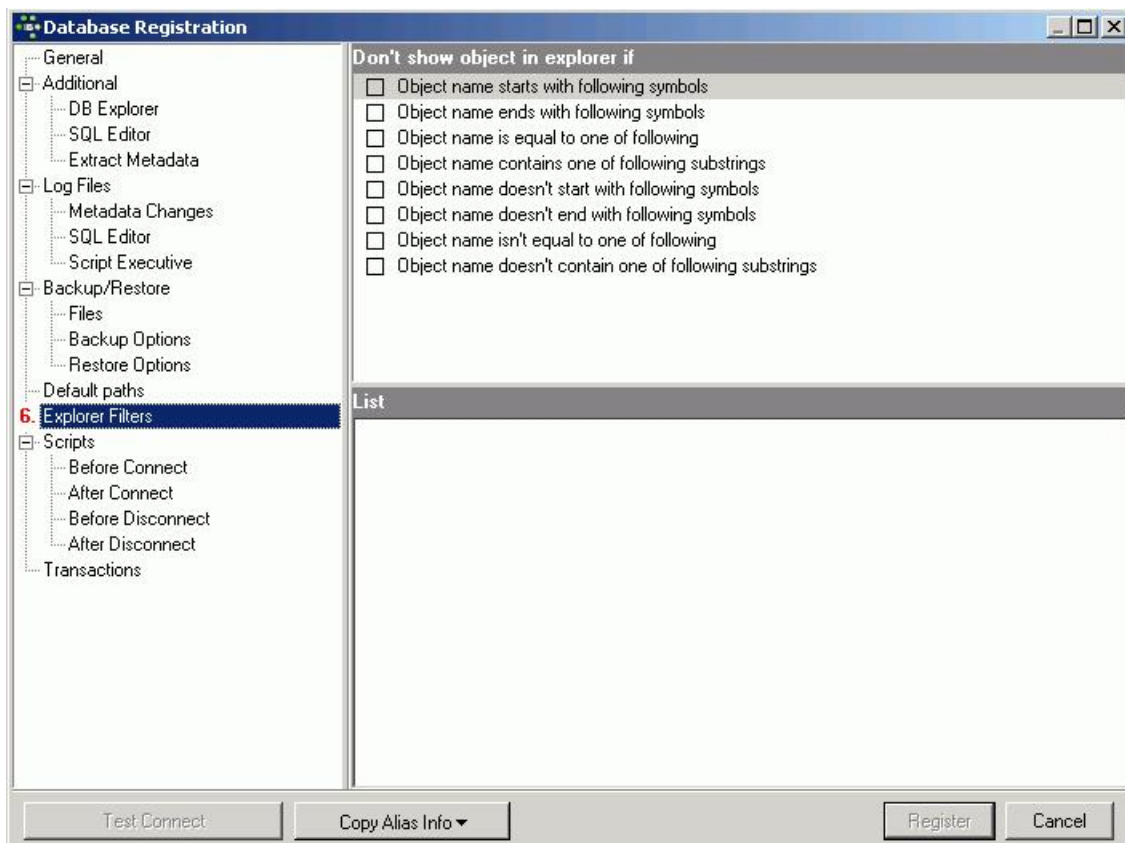 Database Registration
General
Additional
DB Explorer
SQL Editor
Extract Metadata
Log Files
Metadata Changes
SQL Editor
Script Executive
Backup/Restore
Files
Backup Options
Restore Options
Default paths
6. Explorer Filters
Scripts
Before Connect
After Connect
Before Disconnect
After Disconnect
Transactions
Don't show object in explorer if
Object name starts with following symbols
Object name ends with following symbols
Object name is equal to one of following
Object name contains one of following substrings
Object name doesn't start with following symbols
Object name doesn't end with following symbols
Object name isn't equal to one of following
Object name doesn't contain one of following substrings
List
Test Connect
Copy Alias Info
Register
Cancel